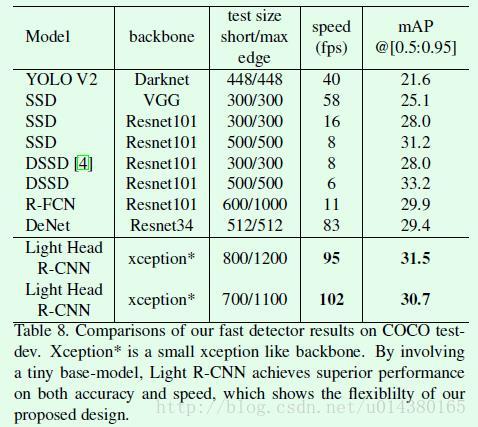 Model backbone test size short/max edge speed (fps) mAP @[0.5:0.95]
YOLO V2 Darknet 448/448 40 21.6
SSD VGG 300/300 58 25.1
SSD Resnet101 300/300 16 28.0
SSD Resnet101 500/500 8 31.2
DSSD [4] Resnet101 300/300 8 28.0
DSSD Resnet101 500/500 6 33.2
R-FCN Resnet101 600/1000 11 29.9
DeNet Resnet34 512/512 83 29.4
Light Head R-CNN xception* 800/1200 95 31.5
Light Head R-CNN xception* 700/1100 102 30.7
Table 8. Comparisons of our fast detector results on COCO test-
dev. Xception* is a small xception like backbone. By involving
a tiny base-model, Light R-CNN achieves superior performance
on both accuracy and speed, which shows the flexiblilty of our
proposed design.
http://blog.csdn.net/u014380165